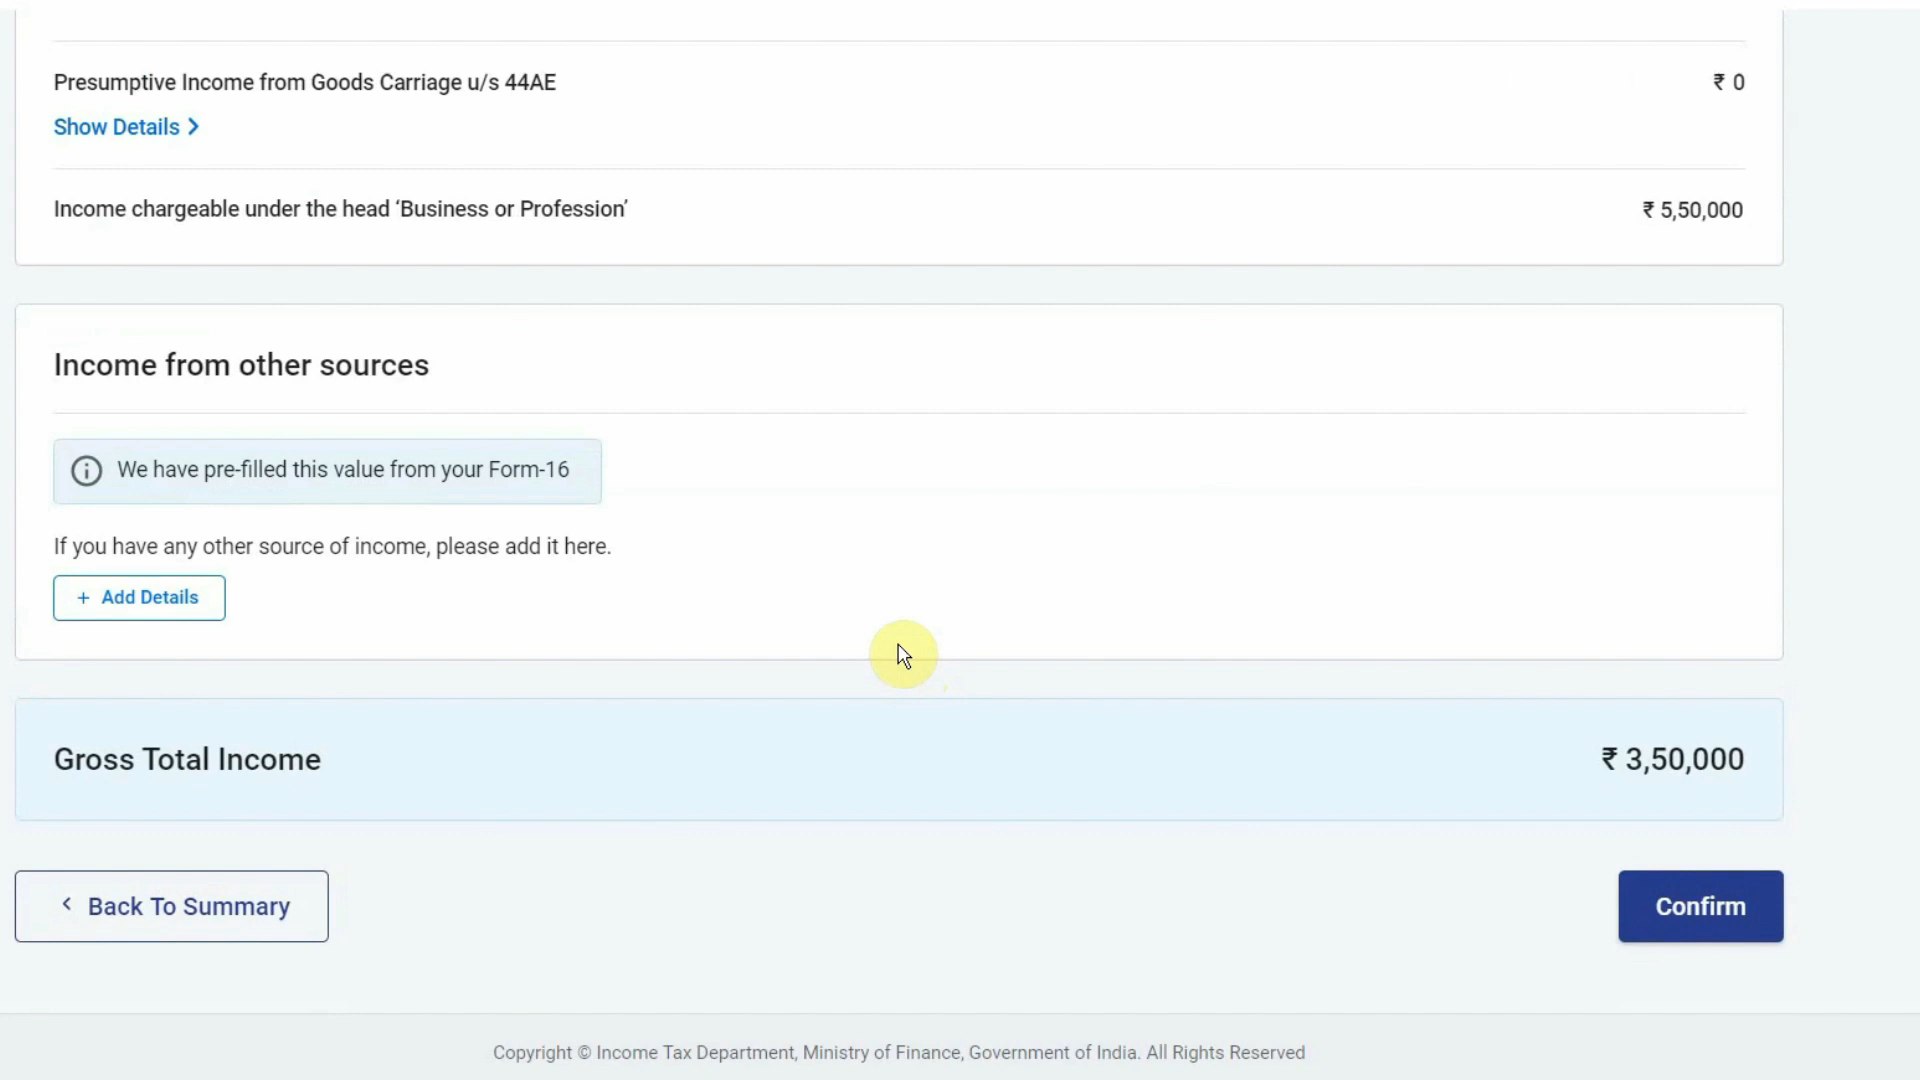 Presumptive Income from Goods Carriage u/s 44AE ₹ 0
Show Details
Income chargeable under the head ‘Business or Profession’ ₹ 5,50,000
Income from other sources
We have pre-filled this value from your Form-16
If you have any other source of income, please add it here.
+ Add Details
Gross Total Income ₹ 3,50,000
Back To Summary
Confirm
Copyright © Income Tax Department, Ministry of Finance, Government of India. All Rights Reserved